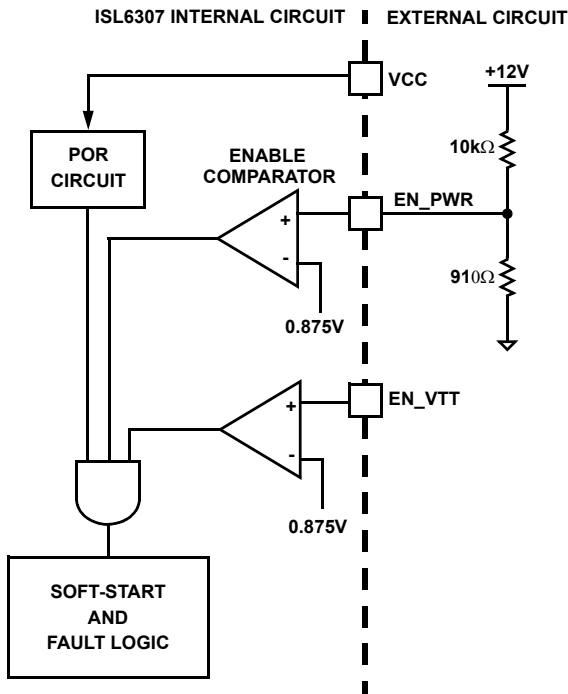 ISL6307 INTERNAL CIRCUIT
EXTERNAL CIRCUIT
VCC
+12V
POR
CIRCUIT
ENABLE
COMPARATOR
10kΩ
+
-
EN_PWR
910Ω
0.875V
+
-
EN_VTT
0.875V
SOFT-START
AND
FAULT LOGIC